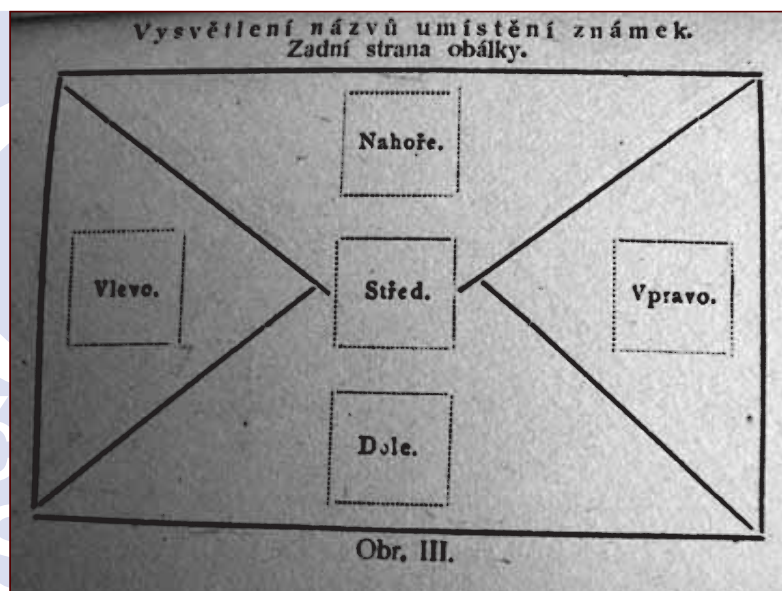 Vysvětlení názvů umístění známek.
Zadní strana obálky.
Nahoře.
Vlevo.
Střed.
Vpravo.
Dole.
Obr. III.